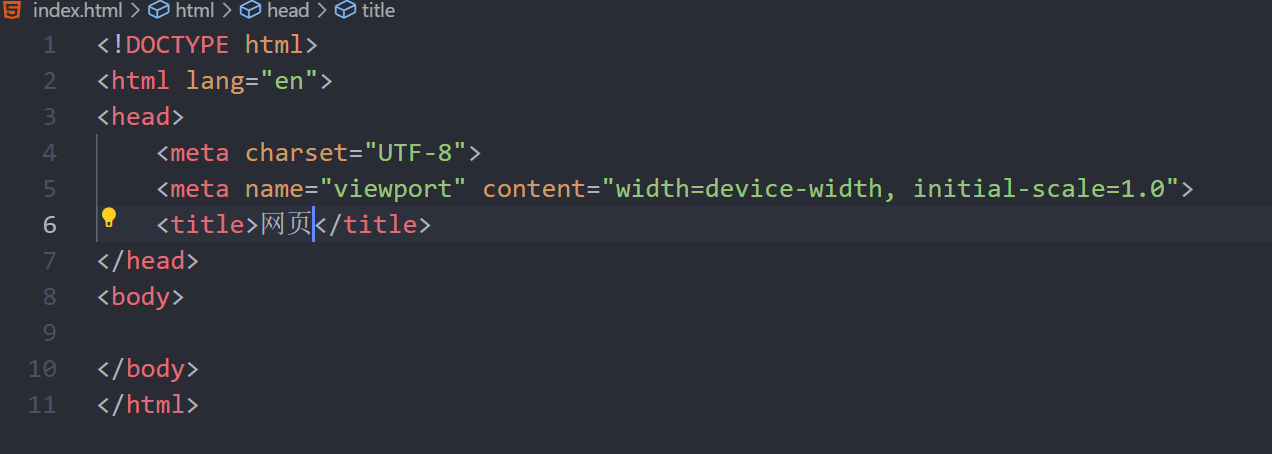 index.html > html > head > title
1 <!DOCTYPE html>
2 <html lang="en">
3 <head>
4     <meta charset="UTF-8">
5     <meta name="viewport" content="width=device-width, initial-scale=1.0">
6     <title>网页</title>
7 </head>
8 <body>
9
10 </body>
11 </html>